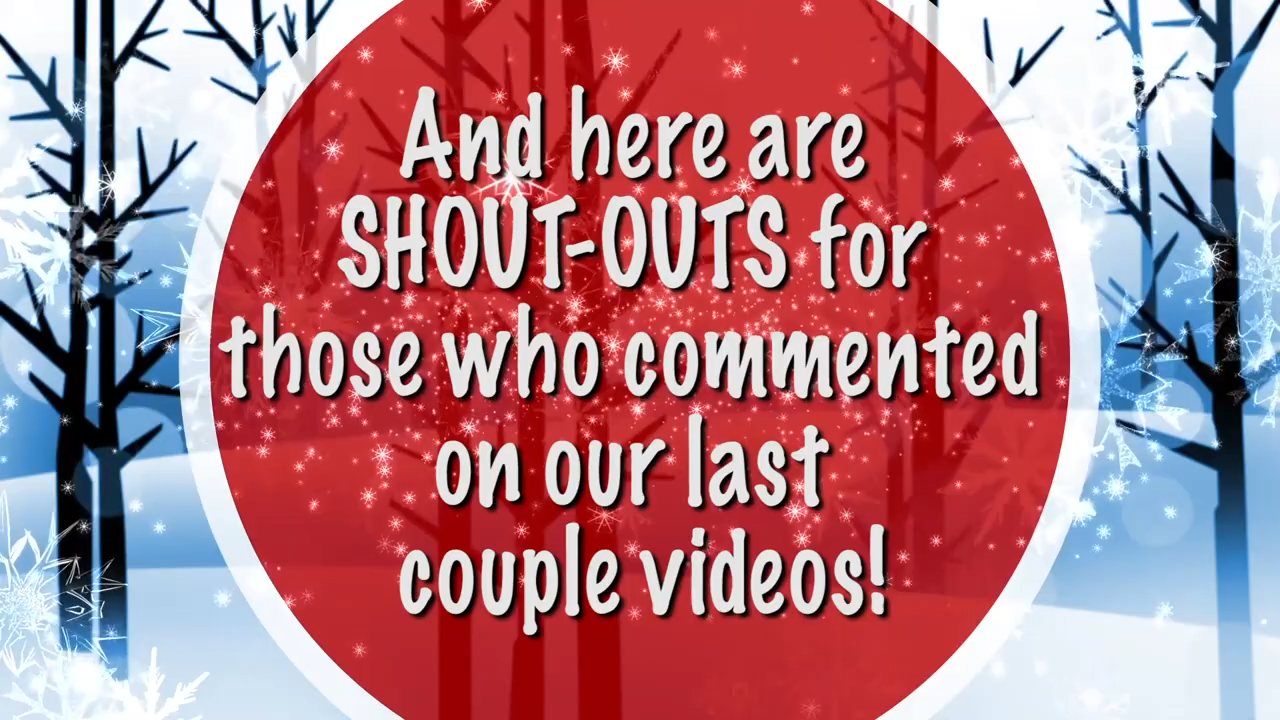 And here are
SHOUT-OUTS for
those who commented
on our last
couple videos!